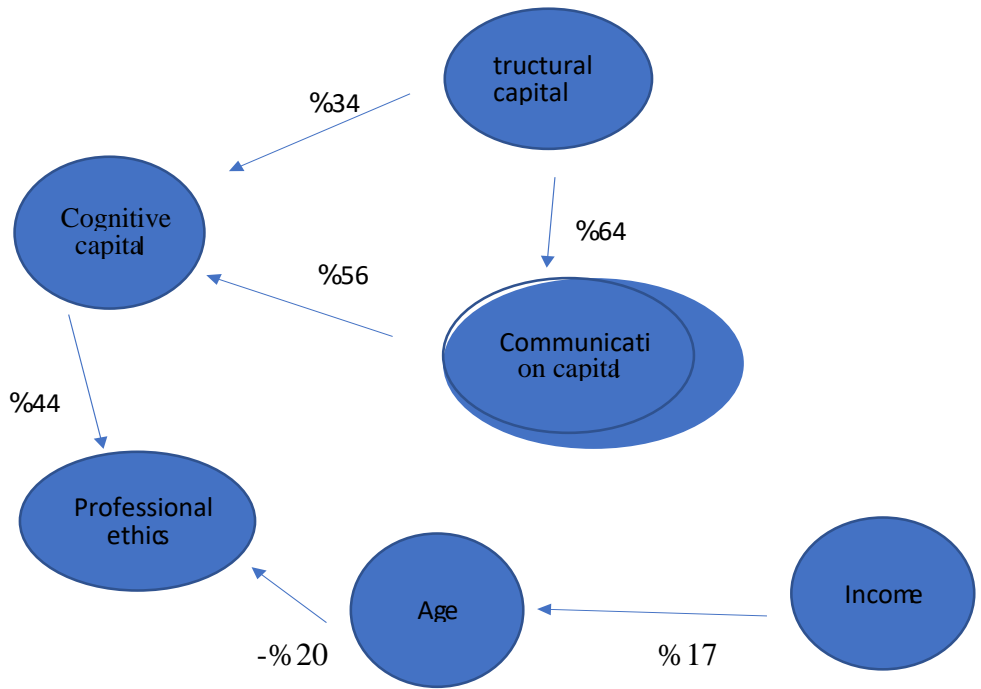 tructural
capital
%34
Cognitive
capital
%64
%56
Communicati
on capital
%44
Professional
ethics
Age
Income
-%20
%17